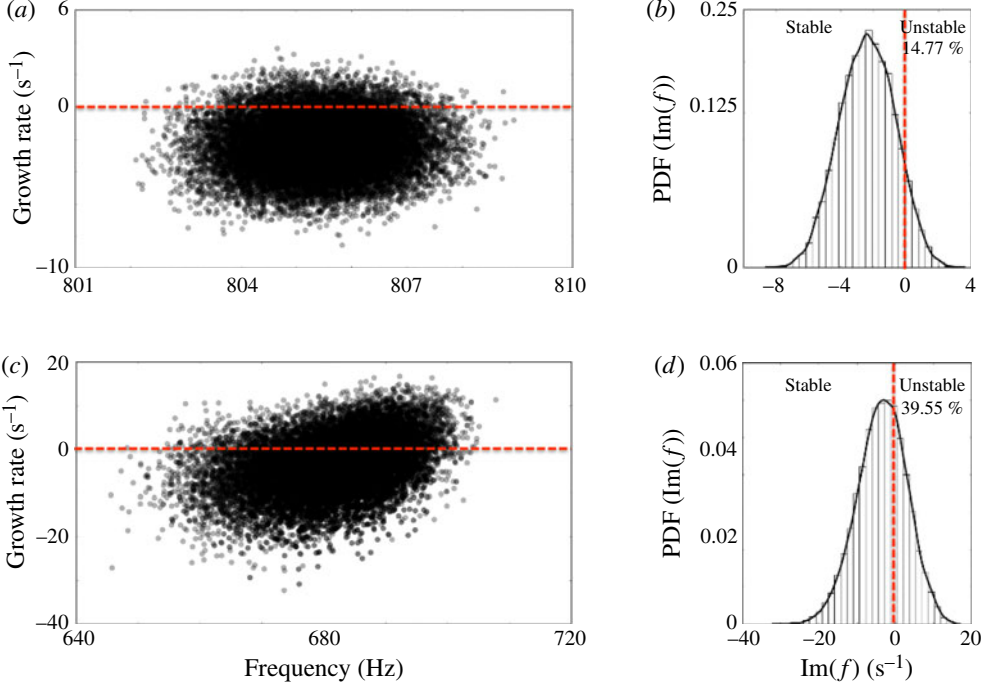 (a)
6
0
–10
Growth rate (s–1)
801
804
807
810
(b)
0.25
0.125
0
PDF (Im(f))
Stable
Unstable
14.77 %
–8
–4
0
4
(c)
20
0
–20
–40
Growth rate (s–1)
640
680
720
Frequency (Hz)
(d)
0.06
0.04
0.02
0
PDF (Im(f))
Stable
Unstable
39.55 %
–40
–20
0
20
Im(f) (s–1)